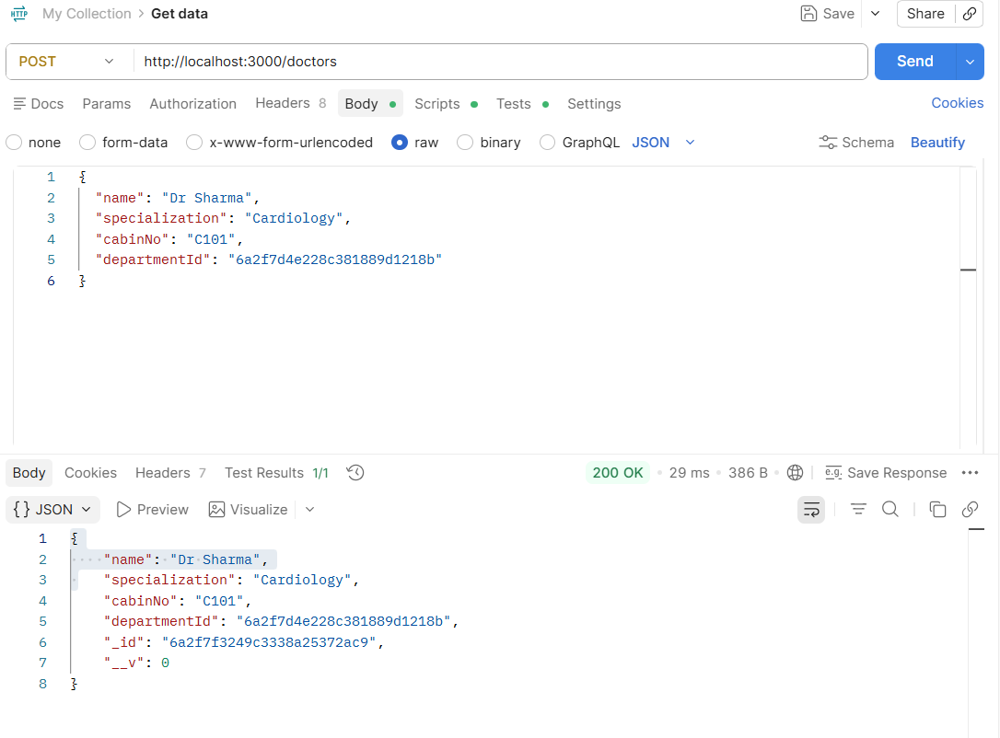 HTTP My Collection > Get data Save Share
POST http://localhost:3000/doctors Send
Docs Params Authorization Headers 8 Body Scripts Tests Settings Cookies
none form-data x-www-form-urlencoded raw binary GraphQL JSON Schema Beautify
1 {
2 "name": "Dr Sharma",
3 "specialization": "Cardiology",
4 "cabinNo": "C101",
5 "departmentId": "6a2f7d4e228c381889d1218b"
6 }
Body Cookies Headers 7 Test Results 1/1 200 OK • 29 ms • 386 B • e.g. Save Response •••
{} JSON Preview Visualize
1 {
2 "name": "Dr Sharma",
3 "specialization": "Cardiology",
4 "cabinNo": "C101",
5 "departmentId": "6a2f7d4e228c381889d1218b",
6 "_id": "6a2f7f3249c3338a25372ac9",
7 "__v": 0
8 }